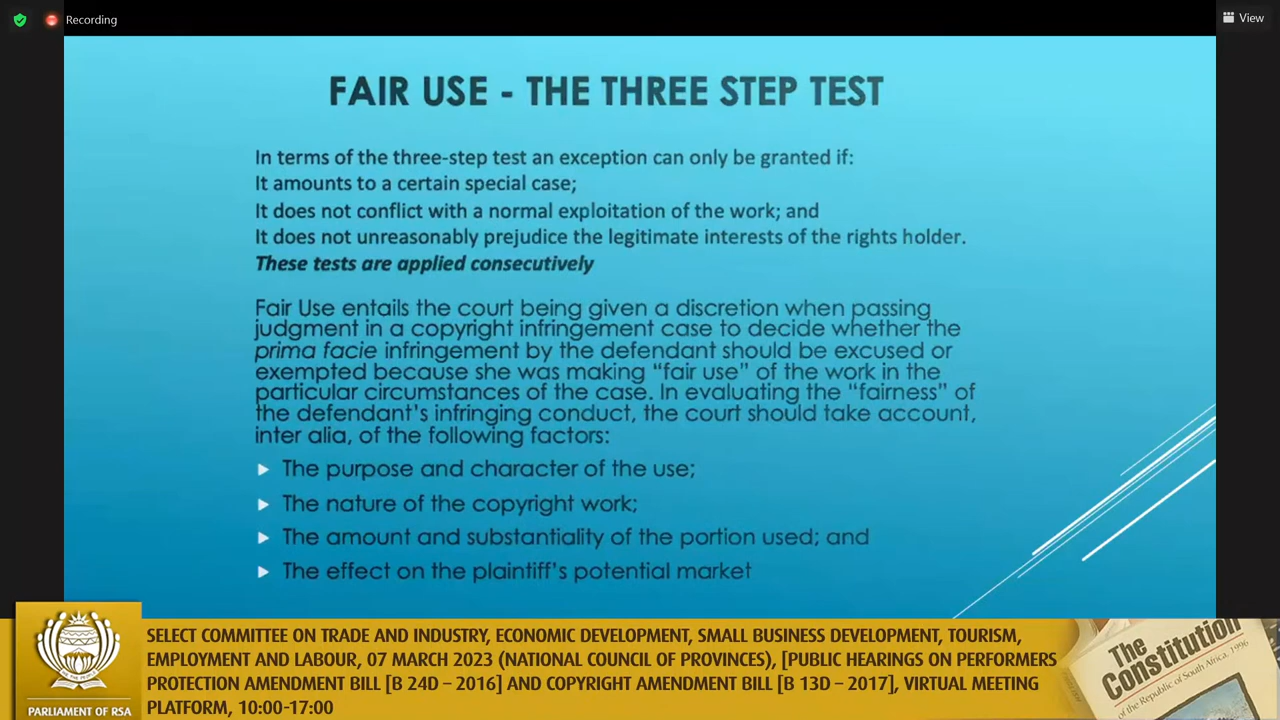 Recording
View
FAIR USE - THE THREE STEP TEST
In terms of the three-step test an exception can only be granted if:
It amounts to a certain special case;
It does not conflict with a normal exploitation of the work; and
It does not unreasonably prejudice the legitimate interests of the rights holder.
These tests are applied consecutively
Fair Use entails the court being given a discretion when passing
judgment in a copyright infringement case to decide whether the
prima facie infringement by the defendant should be excused or
exempted because she was making “fair use” of the work in the
particular circumstances of the case. In evaluating the “fairness” of
the defendant’s infringing conduct, the court should take account,
inter alia, of the following factors:
The purpose and character of the use;
The nature of the copyright work;
The amount and substantiality of the portion used; and
The effect on the plaintiff’s potential market
SELECT COMMITTEE ON TRADE AND INDUSTRY, ECONOMIC DEVELOPMENT, SMALL BUSINESS DEVELOPMENT, TOURISM,
EMPLOYMENT AND LABOUR, 07 MARCH 2023 (NATIONAL COUNCIL OF PROVINCES), [PUBLIC HEARINGS ON PERFORMERS
PROTECTION AMENDMENT BILL [B 24D – 2016] AND COPYRIGHT AMENDMENT BILL [B 13D – 2017], VIRTUAL MEETING
PLATFORM, 10:00-17:00
PARLIAMENT OF RSA
The
Constitution
of the Republic of South Africa, 1996